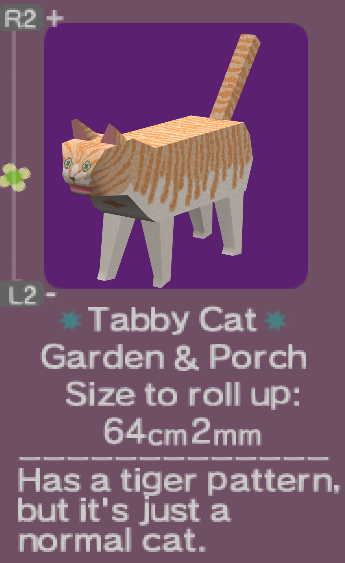 R2 +
L2 -
Tabby Cat
Garden & Porch
Size to roll up:
64cm2mm
Has a tiger pattern,
but it's just a
normal cat.